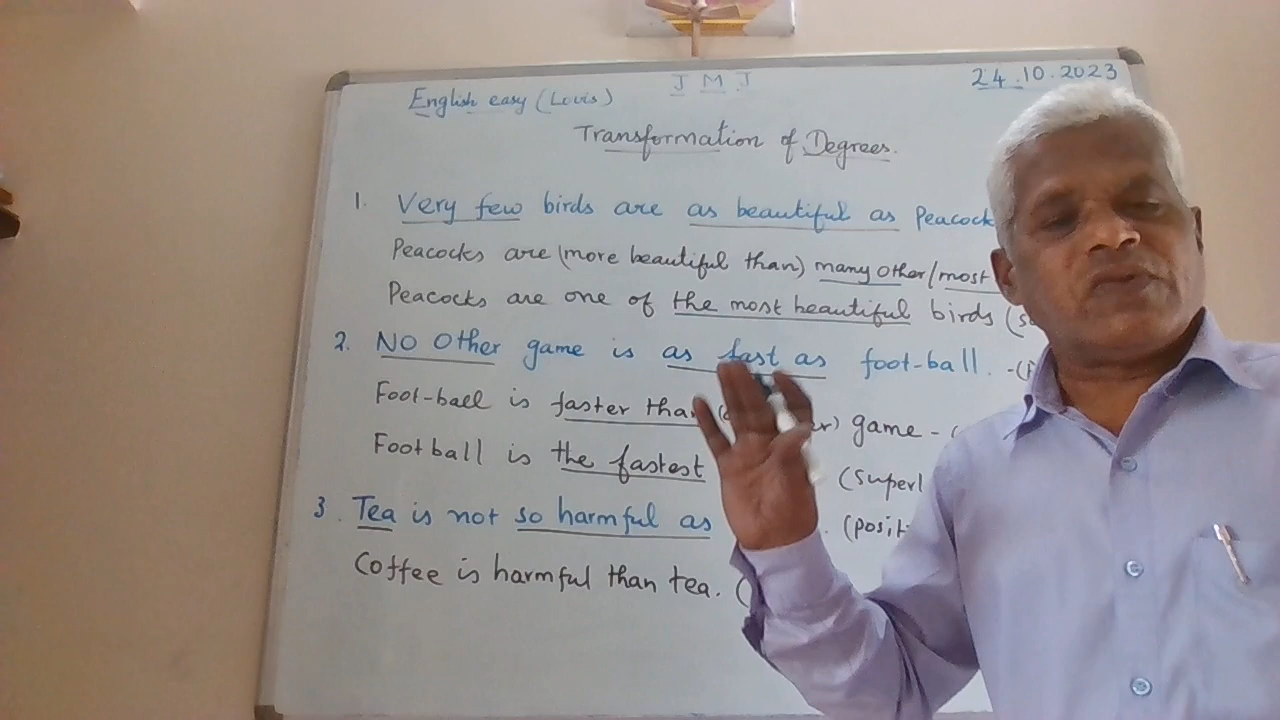 J M J
24.10.2023
English easy (Louis)
Transformation of Degrees.
1. Very few birds are as beautiful as Peacock
Peacocks are (more beautiful than) many other/most
Peacocks are one of the most beautiful birds (
2. NO Other game is as fast as foot-ball. - (
Foot-ball is faster than ( game - (
Football is the fastest (Superl
3. Tea is not so harmful as . (posit
Coffee is harmful than tea. (